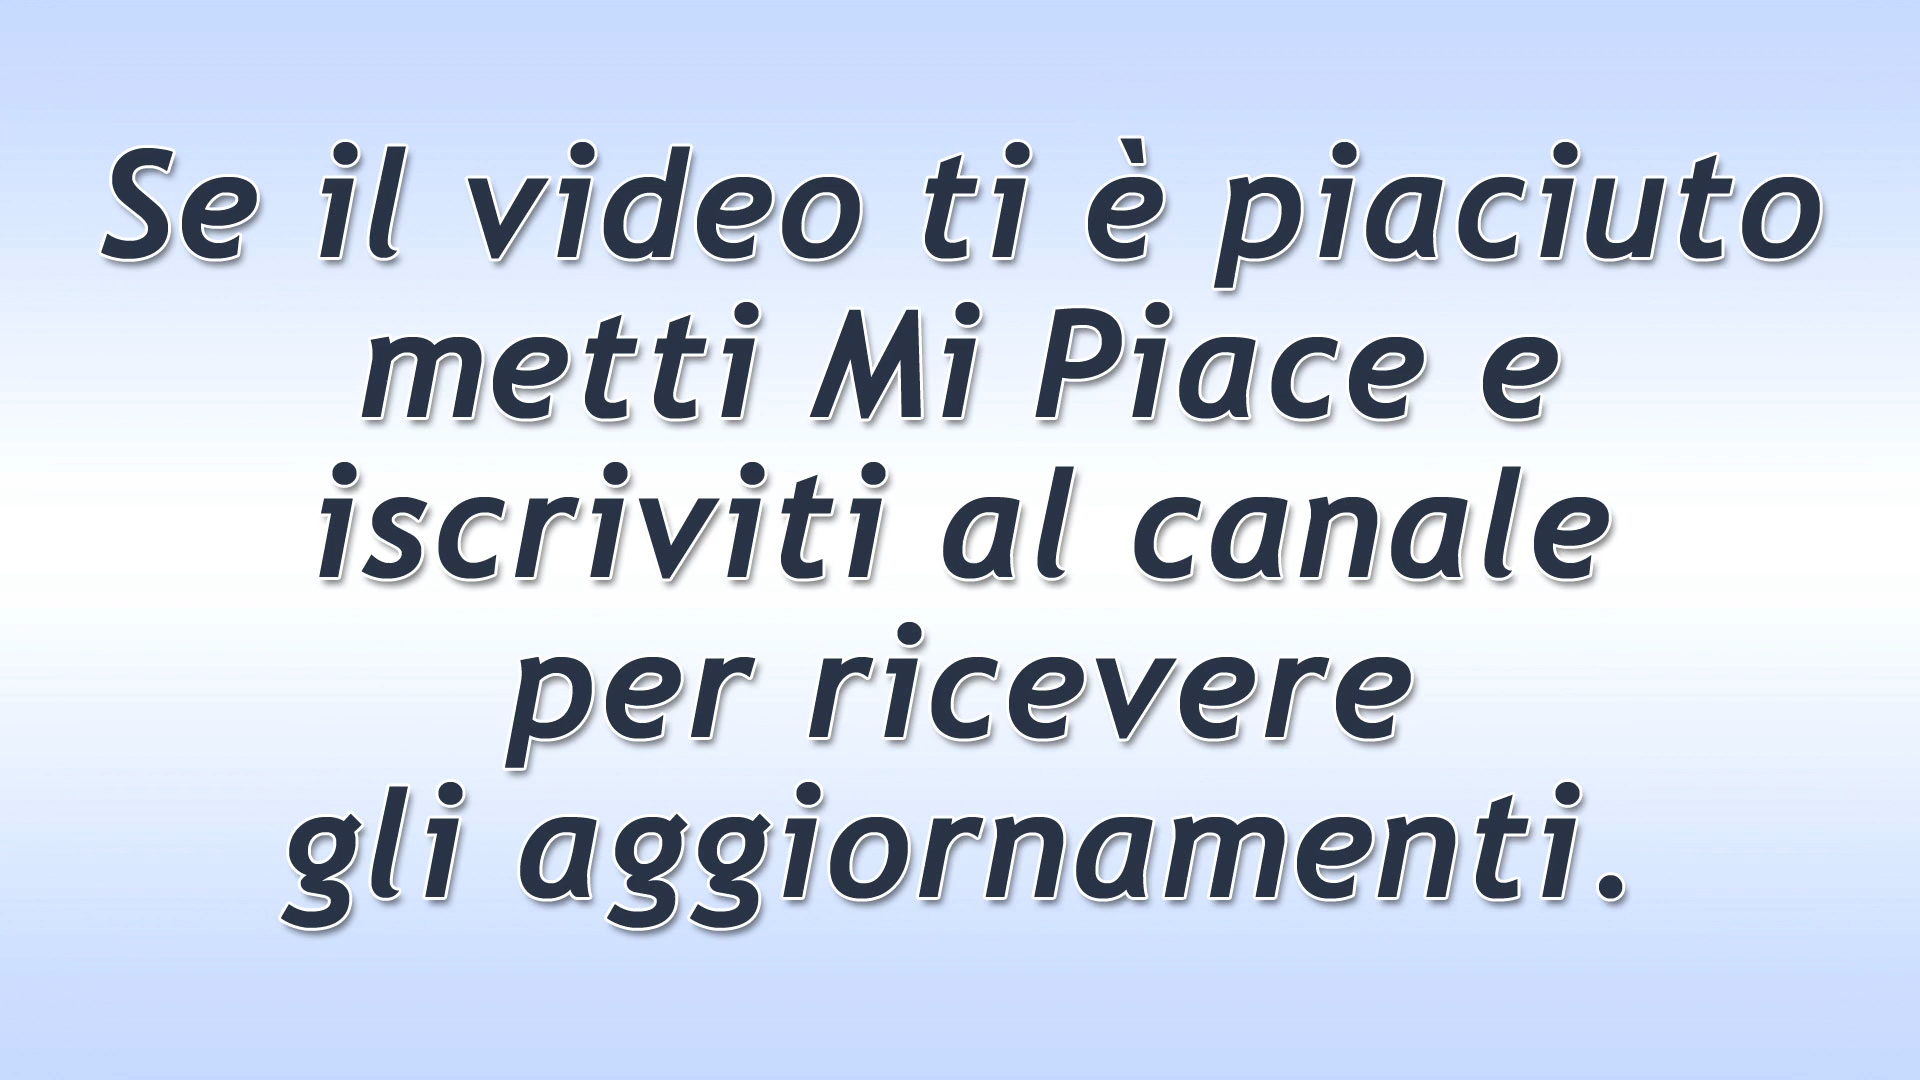 Se il video ti è piaciuto
metti Mi Piace e
iscriviti al canale
per ricevere
gli aggiornamenti.